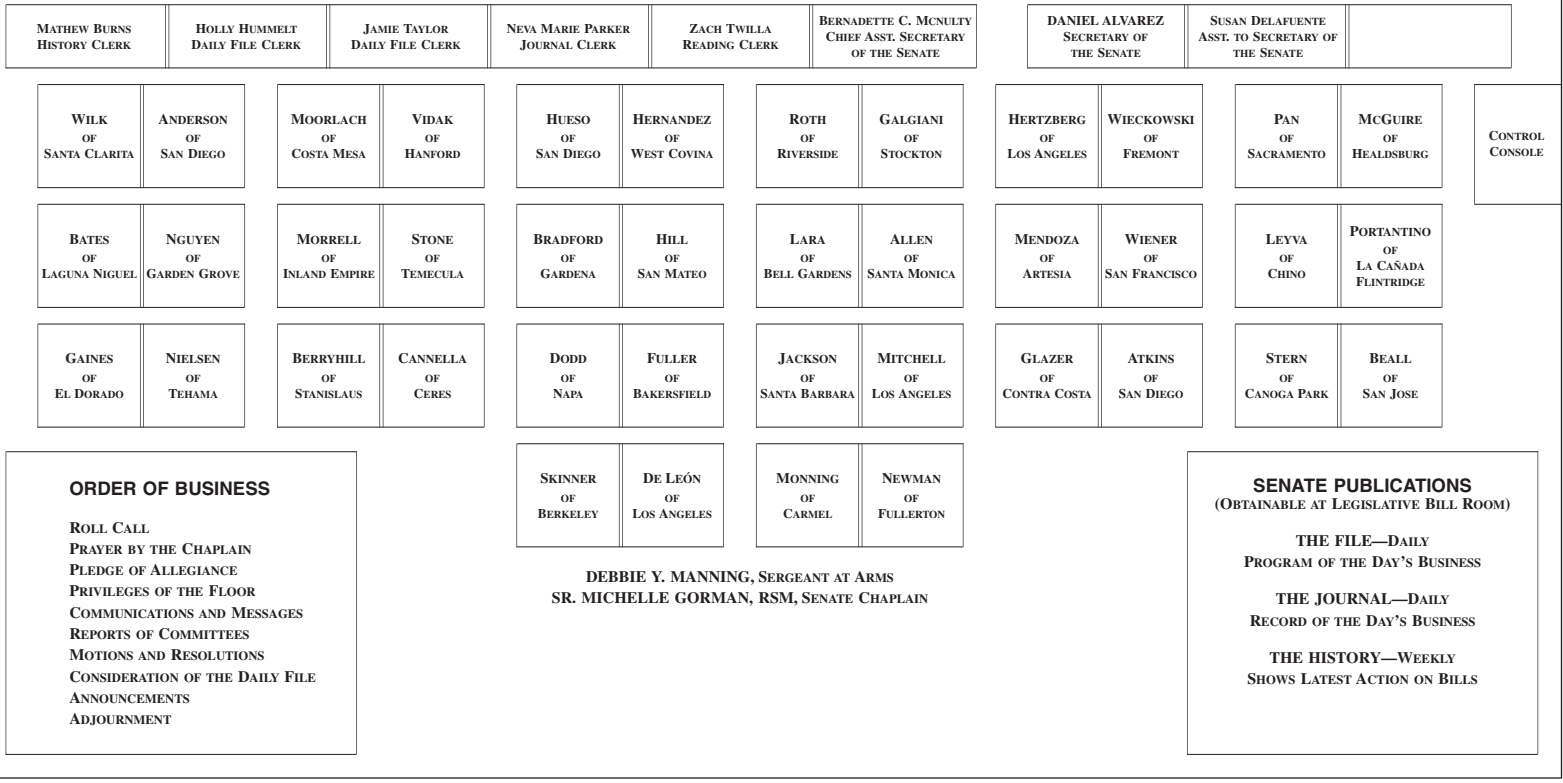 MATHEW BURNS
HISTORY CLERK
HOLLY HUMMELT
DAILY FILE CLERK
JAMIE TAYLOR
DAILY FILE CLERK
NEVA MARIE PARKER
JOURNAL CLERK
ZACH TWILLA
READING CLERK
BERNADETTE C. MCNULTY
CHIEF ASST. SECRETARY
OF THE SENATE
DANIEL ALVAREZ
SECRETARY OF
THE SENATE
SUSAN DELAFUENTE
ASST. TO SECRETARY OF
THE SENATE
WILK
OF
SANTA CLARITA
ANDERSON
OF
SAN DIEGO
MOORLACH
OF
COSTA MESA
VIDAK
OF
HANFORD
HUESO
OF
SAN DIEGO
HERNANDEZ
OF
WEST COVINA
ROTH
OF
RIVERSIDE
GALGIANI
OF
STOCKTON
HERTZBERG
OF
LOS ANGELES
WIECKOWSKI
OF
FREMONT
PAN
OF
SACRAMENTO
MCGUIRE
OF
HEALDSBURG
CONTROL
CONSOLE
BATES
OF
LAGUNA NIGUEL
NGUYEN
OF
GARDEN GROVE
MORRELL
OF
INLAND EMPIRE
STONE
OF
TEMECULA
BRADFORD
OF
GARDENA
HILL
OF
SAN MATEO
LARA
OF
BELL GARDENS
ALLEN
OF
SANTA MONICA
MENDOZA
OF
ARTESIA
WIENER
OF
SAN FRANCISCO
LEYVA
OF
CHINO
PORTANTINO
OF
LA CAÑADA
FLINTRIDGE
GAINES
OF
EL DORADO
NIELSEN
OF
TEHAMA
BERRYHILL
OF
STANISLAUS
CANNELLA
OF
CERES
DODD
OF
NAPA
FULLER
OF
BAKERSFIELD
JACKSON
OF
SANTA BARBARA
MITCHELL
OF
LOS ANGELES
GLAZER
OF
CONTRA COSTA
ATKINS
OF
SAN DIEGO
STERN
OF
CANOGA PARK
BEALL
OF
SAN JOSE
SKINNER
OF
BERKELEY
DE LEÓN
OF
LOS ANGELES
MONNING
OF
CARMEL
NEWMAN
OF
FULLERTON
ORDER OF BUSINESS
ROLL CALL
PRAYER BY THE CHAPLAIN
PLEDGE OF ALLEGIANCE
PRIVILEGES OF THE FLOOR
COMMUNICATIONS AND MESSAGES
REPORTS OF COMMITTEES
MOTIONS AND RESOLUTIONS
CONSIDERATION OF THE DAILY FILE
ANNOUNCEMENTS
ADJOURNMENT
DEBBIE Y. MANNING, SERGEANT AT ARMS
SR. MICHELLE GORMAN, RSM, SENATE CHAPLAIN
SENATE PUBLICATIONS
(OBTAINABLE AT LEGISLATIVE BILL ROOM)
THE FILE—DAILY
PROGRAM OF THE DAY'S BUSINESS
THE JOURNAL—DAILY
RECORD OF THE DAY'S BUSINESS
THE HISTORY—WEEKLY
SHOWS LATEST ACTION ON BILLS